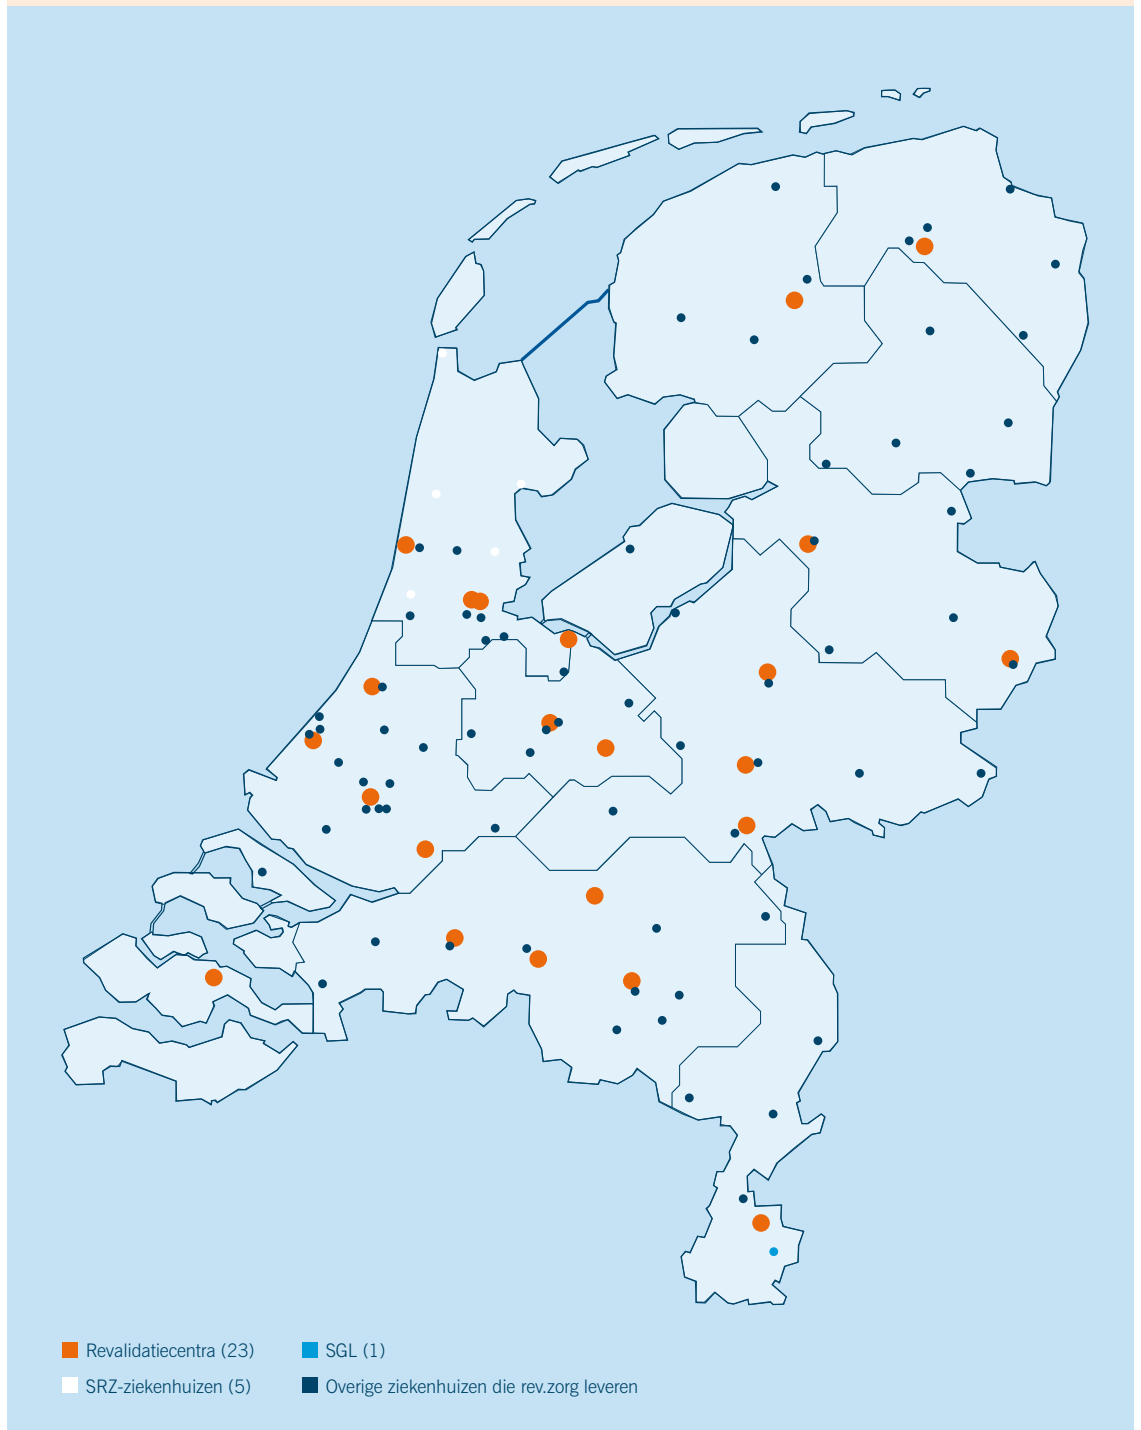 Revalidatiecentra (23)
SGL (1)
SRZ-ziekenhuizen (5)
Overige ziekenhuizen die rev.zorg leveren